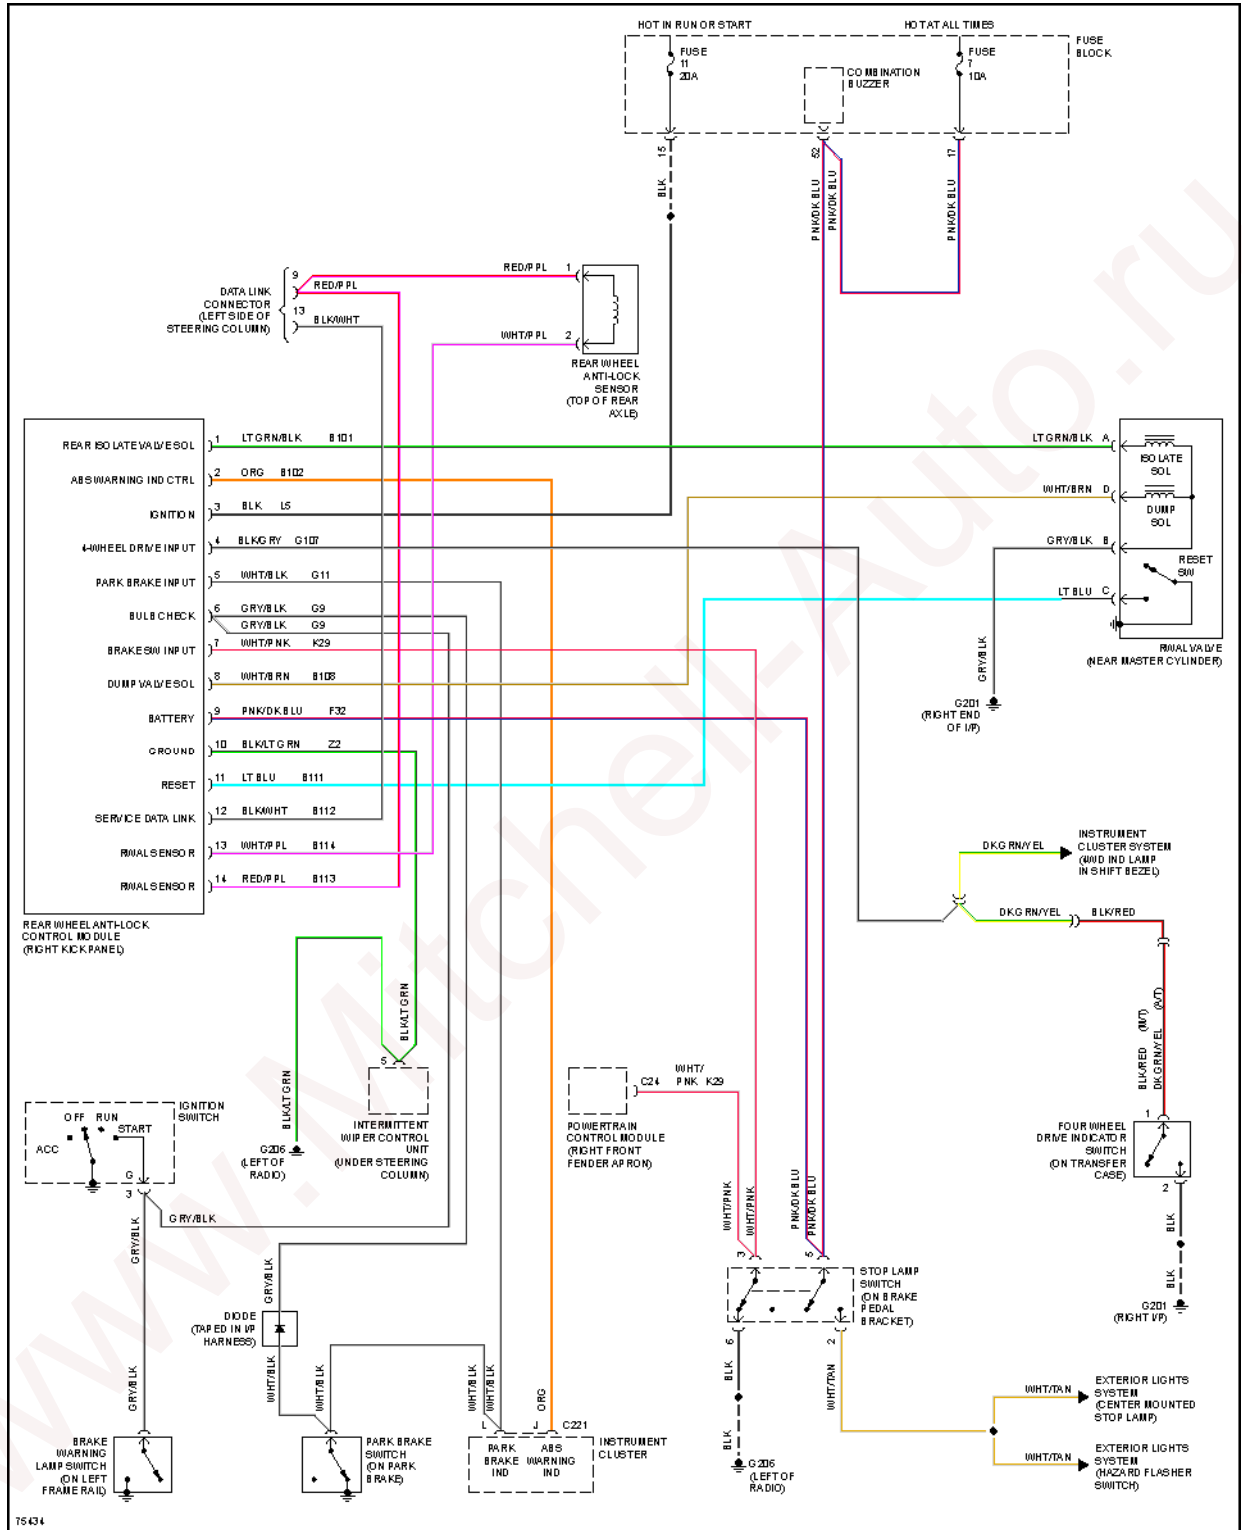 HOT IN RUN OR START
HOT AT ALL TIMES
FUSE
11
20A
COMBINATION
BUZZER
FUSE
7
10A
FUSE
BLOCK
15
52
17
BLK
PNK/DK BLU
PNK/DK BLU
PNK/DK BLU
DATA LINK
CONNECTOR
(LEFT SIDE OF
STEERING COLUMN)
9
RED/PPL
13
BLK/WHT
RED/PPL 1
WHT/PPL 2
REAR WHEEL
ANTI-LOCK
SENSOR
(TOP OF REAR
AXLE)
REAR ISOLATE VALVE SOL 1 LT GRN/BLK B101
ABS WARNING IND CTRL 2 ORG B102
IGNITION 3 BLK L5
4-WHEEL DRIVE INPUT 4 BLK/GRY G107
PARK BRAKE INPUT 5 WHT/BLK G11
BULB CHECK 6 GRY/BLK G9
GRY/BLK G9
BRAKE SW INPUT 7 WHT/PNK K29
DUMP VALVE SOL 8 WHT/BRN B108
BATTERY 9 PNK/DK BLU F32
GROUND 10 BLK/LT GRN Z2
RESET 11 LT BLU B111
SERVICE DATA LINK 12 BLK/WHT B112
RWAL SENSOR 13 WHT/PPL B114
RWAL SENSOR 14 RED/PPL B113
REAR WHEEL ANTI-LOCK
CONTROL MODULE
(RIGHT KICK PANEL)
LT GRN/BLK A
ISOLATE
SOL
WHT/BRN D
DUMP
SOL
GRY/BLK B
RESET
SW
LT BLU C
RWAL VALVE
(NEAR MASTER CYLINDER)
GRY/BLK
G201
(RIGHT END
OF I/P)
DK GRN/YEL
INSTRUMENT
CLUSTER SYSTEM
(4WD IND LAMP
IN SHIFT BEZEL)
DK GRN/YEL
BLK/RED
BLK/RED (M/T)
DK GRN/YEL (A/T)
1
FOUR WHEEL
DRIVE INDICATOR
SWITCH
(ON TRANSFER
CASE)
2
BLK
BLK
G201
(RIGHT I/P)
BLK/LT GRN
BLK/LT GRN
5
INTERMITTENT
WIPER CONTROL
UNIT
(UNDER STEERING
COLUMN)
G206
(LEFT OF
RADIO)
IGNITION
SWITCH
OFF RUN
START
ACC
G
3
GRY/BLK
GRY/BLK
GRY/BLK
BRAKE
WARNING
LAMP SWITCH
(ON LEFT
FRAME RAIL)
GRY/BLK
DIODE
(TAPED IN I/P
HARNESS)
WHT/BLK
WHT/BLK
PARK BRAKE
SWITCH
(ON PARK
BRAKE)
WHT/BLK
WHT/BLK
ORG
L
J
C221
PARK
BRAKE
IND
ABS
WARNING
IND
INSTRUMENT
CLUSTER
C24
WHT/
PNK K29
POWERTRAIN
CONTROL MODULE
(RIGHT FRONT
FENDER APRON)
WHT/PNK
WHT/PNK
PNK/DK BLU
PNK/DK BLU
3
5
STOP LAMP
SWITCH
(ON BRAKE
PEDAL
BRACKET)
6
2
BLK
BLK
WHT/TAN
G206
(LEFT OF
RADIO)
WHT/TAN
EXTERIOR LIGHTS
SYSTEM
(CENTER MOUNTED
STOP LAMP)
WHT/TAN
EXTERIOR LIGHTS
SYSTEM
(HAZARD FLASHER
SWITCH)
75434
www.Mitchell-Auto.ru